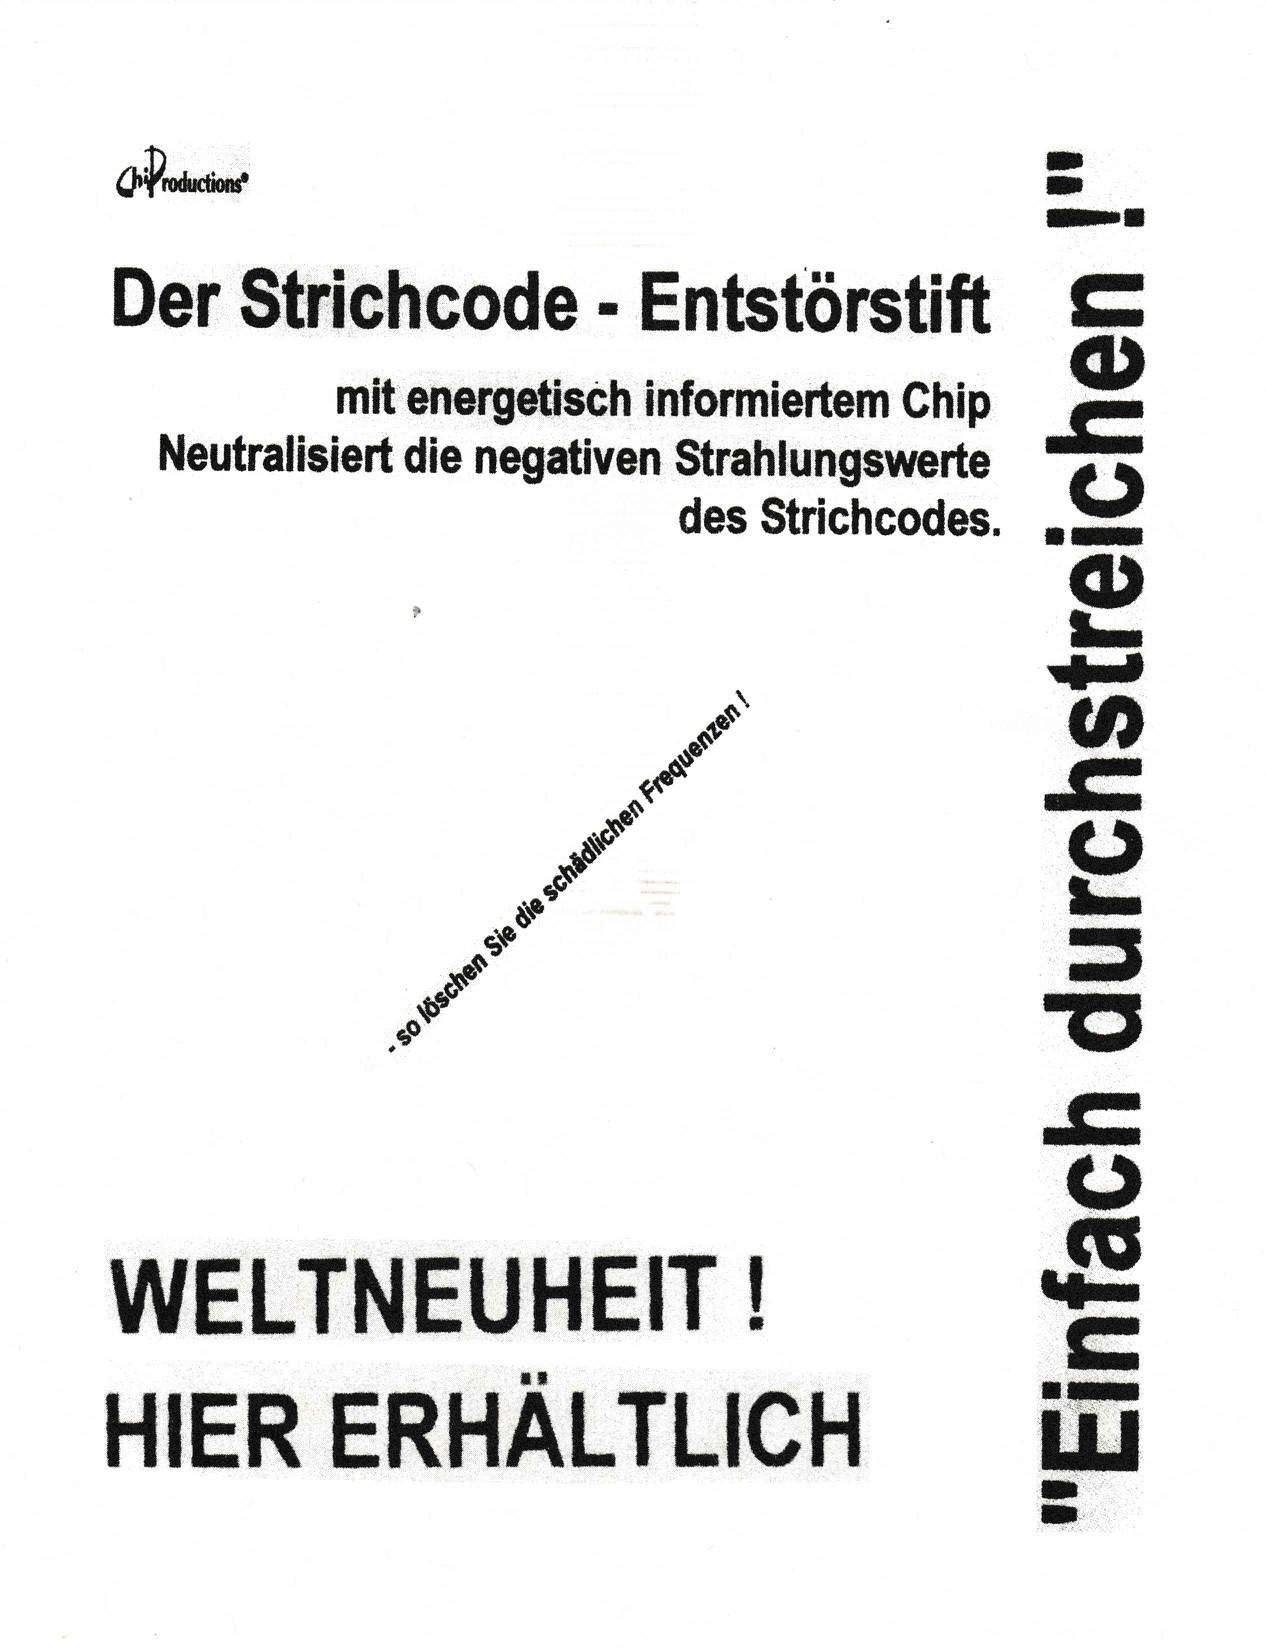 ChiProductions®
Der Strichcode - Entstörstift
mit energetisch informiertem Chip
Neutralisiert die negativen Strahlungswerte
des Strichcodes.
- so löschen Sie die schädlichen Frequenzen !
WELTNEUHEIT !
HIER ERHÄLTLICH
"Einfach durchstreichen !"